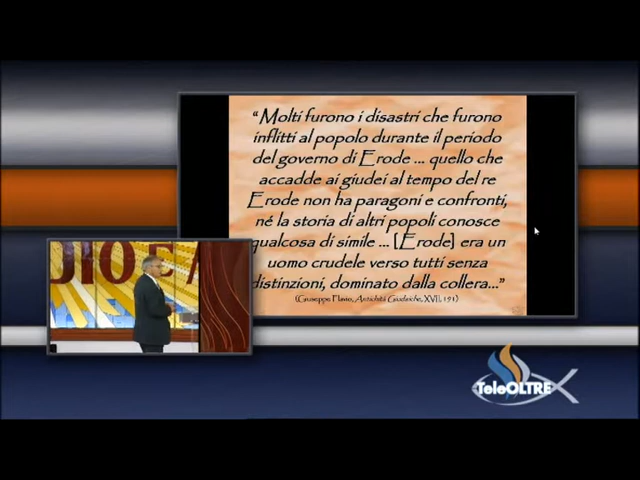 “Molti furono i disastri che furono
inflitti al popolo durante il periodo
del governo di Erode ... quello che
accadde ai giudei al tempo del re
Erode non ha paragoni e confronti,
né la storia di altri popoli conosce
qualcosa di simile ... [Erode] era un
uomo crudele verso tutti senza
distinzioni, dominato dalla collera...”
(Giuseppe Flavio, Antichità Giudaiche, XVII, 191)
DIO È A
TeleOLTRE